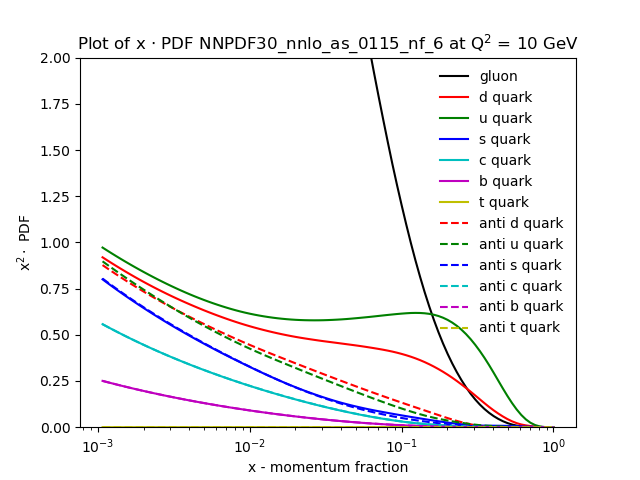 Plot of x · PDF NNPDF30_nnlo_as_0115_nf_6 at Q² = 10 GeV
2.00
1.75
1.50
1.25
1.00
0.75
0.50
0.25
0.00
x² · PDF
gluon
d quark
u quark
s quark
c quark
b quark
t quark
anti d quark
anti u quark
anti s quark
anti c quark
anti b quark
anti t quark
10⁻³ 10⁻² 10⁻¹ 10⁰
x - momentum fraction